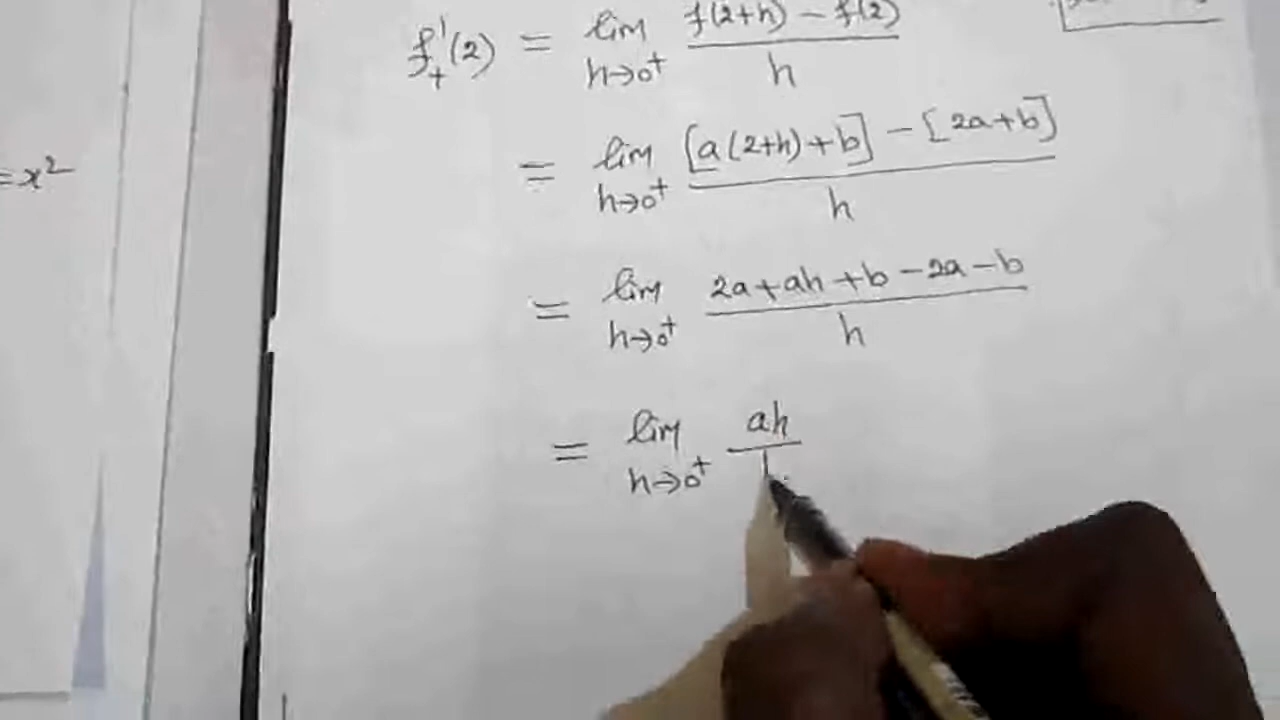 f'₊(2) = lim h→0⁺ (f(2+h) - f(2))/h
= x²
= lim h→0⁺ ([a(2+h)+b] - [2a+b])/h
= lim h→0⁺ (2a+ah+b-2a-b)/h
= lim h→0⁺ ah/h